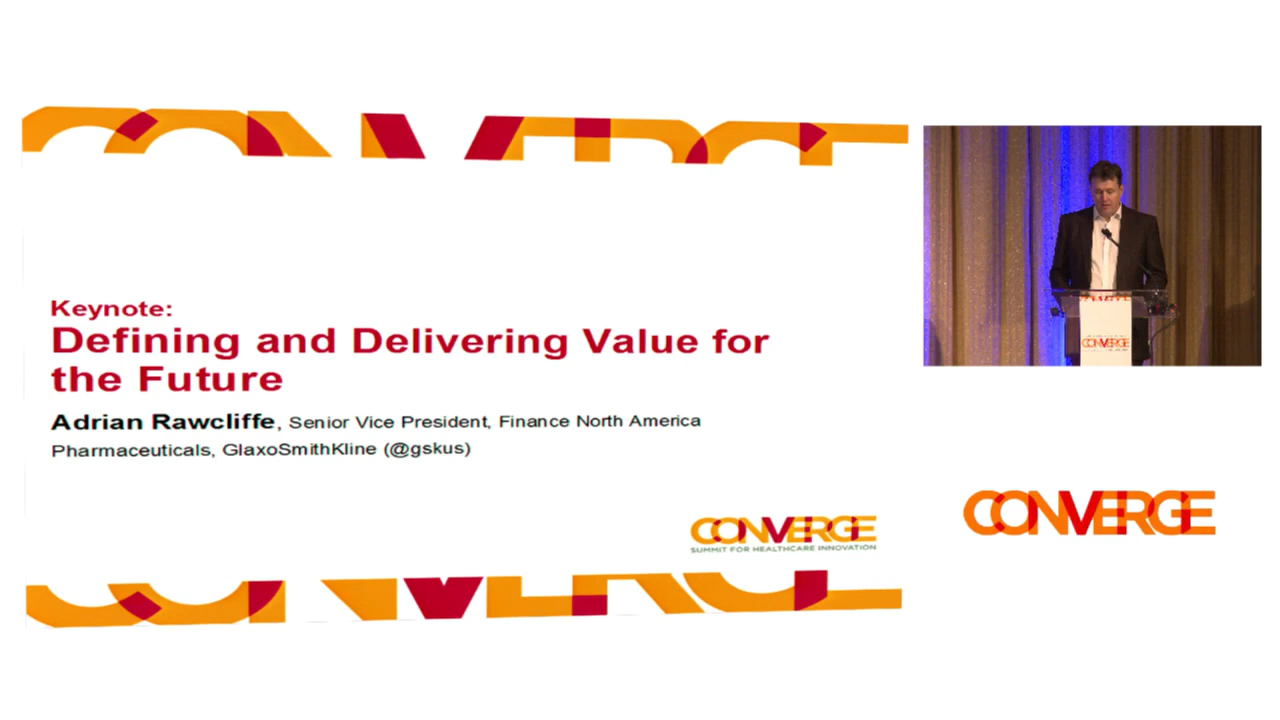 Keynote:
Defining and Delivering Value for
the Future
Adrian Rawcliffe, Senior Vice President, Finance North America
Pharmaceuticals, GlaxoSmithKline (@gskus)
CONVERGE
SUMMIT FOR HEALTHCARE INNOVATION
CONVERGE
CONVERGE